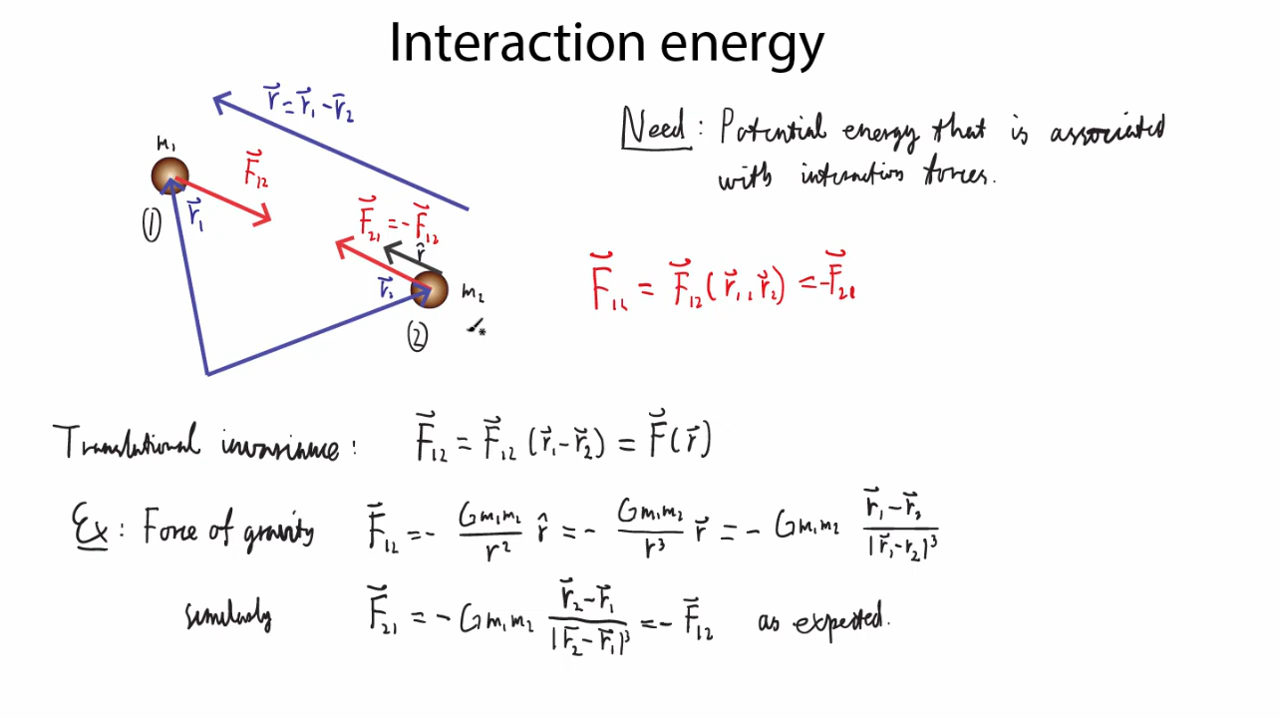 Interaction energy
r⃗ = r⃗₁ - r⃗₂
m₁
F⃗₁₂
① r⃗₁
F⃗₂₁ = -F⃗₁₂
r̂
r⃗₂
m₂
②
Need: Potential energy that is associated
with interaction forces.
F⃗₁₂ = F⃗₁₂(r⃗₁, r⃗₂) = -F⃗₂₁
Translational invariance: F⃗₁₂ = F⃗₁₂ (r⃗₁-r⃗₂) = F⃗(r⃗)
Ex: Force of gravity F⃗₁₂ = - Gm₁m₂/r² r̂ = - Gm₁m₂/r³ r⃗ = - Gm₁m₂ (r⃗₁-r⃗₂)/|r⃗₁-r₂|³
similarly F⃗₂₁ = - Gm₁m₂ (r⃗₂-r⃗₁)/|r⃗₂-r⃗₁|³ = - F⃗₁₂ as expected.